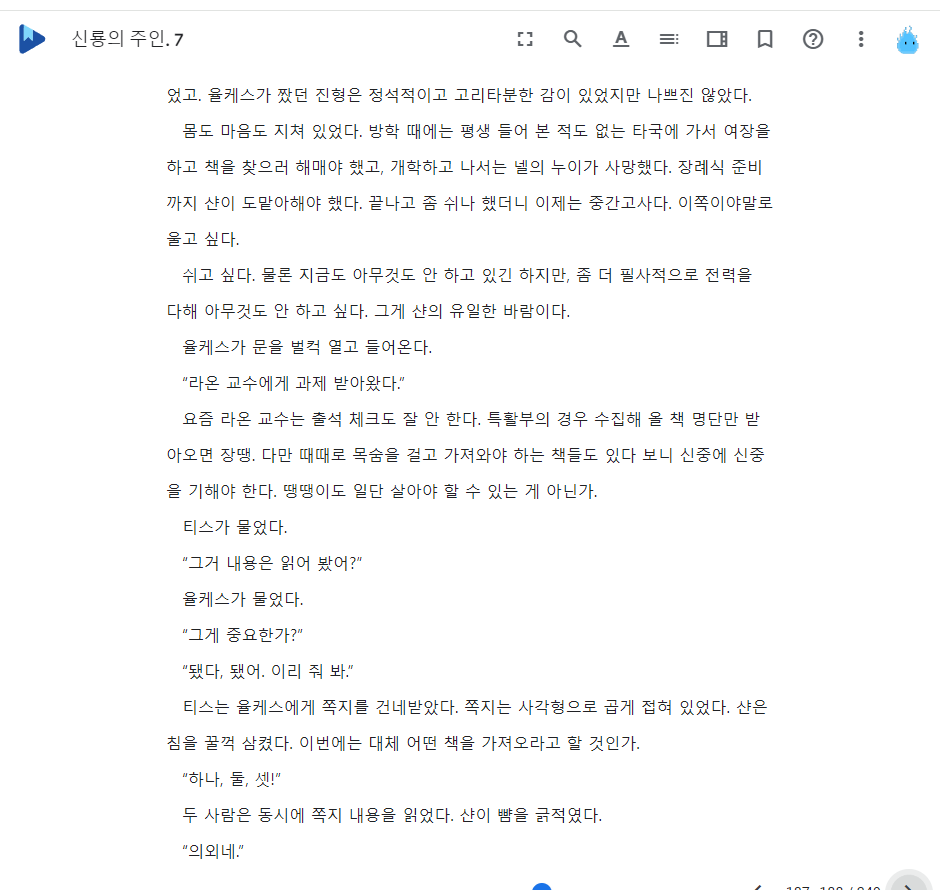 신룡의 주인. 7
었고. 율케스가 짰던 진형은 정석적이고 고리타분한 감이 있었지만 나쁘진 않았다.
몸도 마음도 지쳐 있었다. 방학 때에는 평생 들어 본 적도 없는 타국에 가서 여장을
하고 책을 찾으러 해매야 했고, 개학하고 나서는 넬의 누이가 사망했다. 장례식 준비
까지 샨이 도맡아해야 했다. 끝나고 좀 쉬나 했더니 이제는 중간고사다. 이쪽이야말로
울고 싶다.
쉬고 싶다. 물론 지금도 아무것도 안 하고 있긴 하지만, 좀 더 필사적으로 전력을
다해 아무것도 안 하고 싶다. 그게 샨의 유일한 바람이다.
율케스가 문을 벌컥 열고 들어온다.
“라온 교수에게 과제 받아왔다.”
요즘 라온 교수는 출석 체크도 잘 안 한다. 특활부의 경우 수집해 올 책 명단만 받
아오면 장땡. 다만 때때로 목숨을 걸고 가져와야 하는 책들도 있다 보니 신중에 신중
을 기해야 한다. 땡땡이도 일단 살아야 할 수 있는 게 아닌가.
티스가 물었다.
“그거 내용은 읽어 봤어?”
율케스가 물었다.
“그게 중요한가?”
“됐다, 됐어. 이리 줘 봐.”
티스는 율케스에게 쪽지를 건네받았다. 쪽지는 사각형으로 곱게 접혀 있었다. 샨은
침을 꿀꺽 삼켰다. 이번에는 대체 어떤 책을 가져오라고 할 것인가.
“하나, 둘, 셋!”
두 사람은 동시에 쪽지 내용을 읽었다. 샨이 뺨을 긁적였다.
“의외네.”